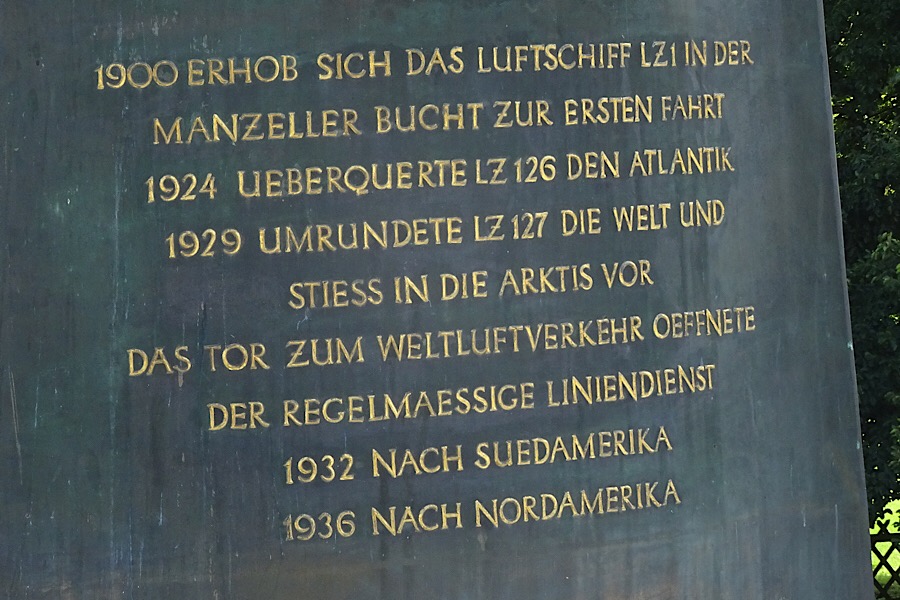 1900 ERHOB SICH DAS LUFTSCHIFF LZ1 IN DER
MANZELLER BUCHT ZUR ERSTEN FAHRT
1924 UEBERQUERTE LZ 126 DEN ATLANTIK
1929 UMRUNDETE LZ 127 DIE WELT UND
STIESS IN DIE ARKTIS VOR
DAS TOR ZUM WELTLUFTVERKEHR OEFFNETE
DER REGELMAESSIGE LINIENDIENST
1932 NACH SUEDAMERIKA
1936 NACH NORDAMERIKA